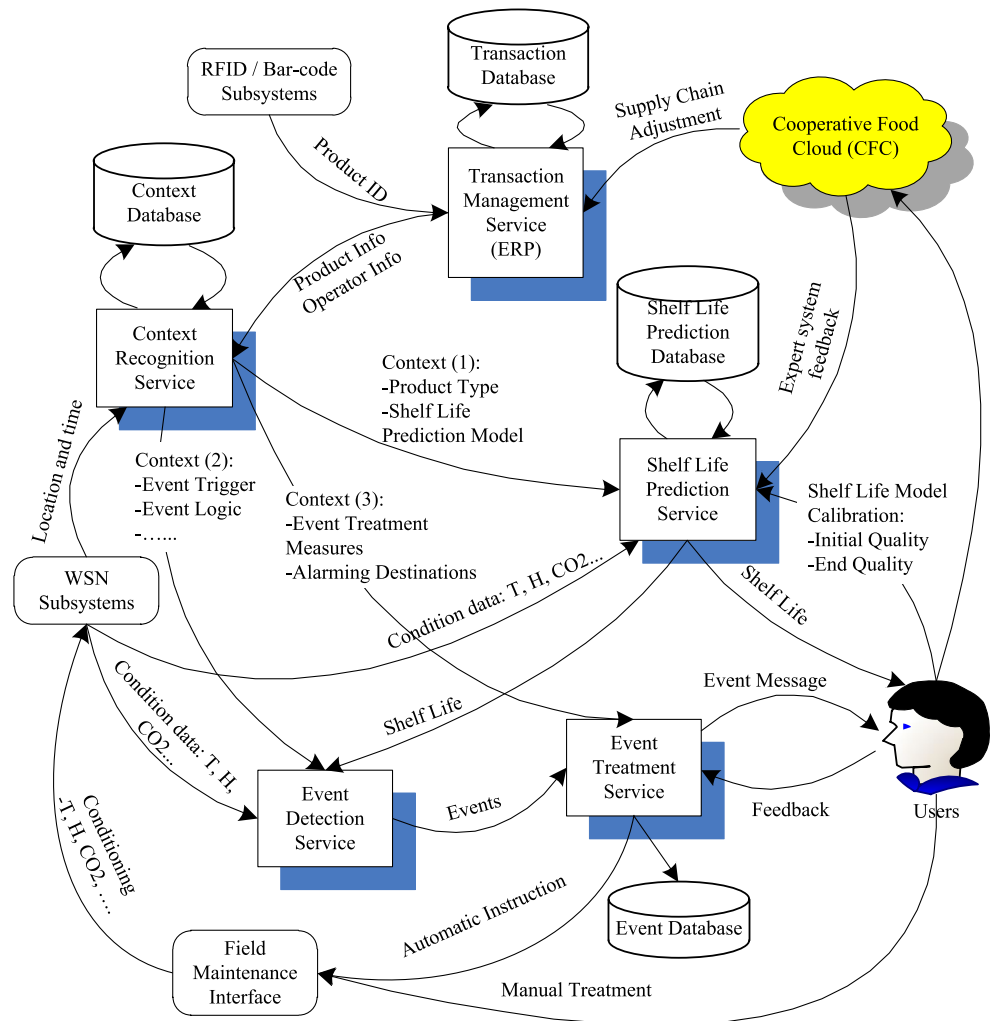 RFID / Bar-code
Subsystems
Transaction
Database
Supply Chain
Adjustment
Cooperative Food
Cloud (CFC)
Product ID
Transaction
Management
Service
(ERP)
Context
Database
Product Info
Operator Info
Context
Recognition
Service
Shelf Life
Prediction
Database
Expert system
feedback
Context (1):
-Product Type
-Shelf Life
Prediction Model
Location and time
Context (2):
-Event Trigger
-Event Logic
-…...
Context (3):
-Event Treatment
Measures
-Alarming Destinations
Shelf Life
Prediction
Service
Shelf Life Model
Calibration:
-Initial Quality
-End Quality
WSN
Subsystems
Condition data: T, H, CO2...
Shelf Life
Condition data: T, H,
CO2...
Shelf Life
Event Message
Event
Treatment
Service
Event
Detection
Service
Events
Feedback
Users
Conditioning
-T, H, CO2, ….
Automatic Instruction
Event Database
Field
Maintenance
Interface
Manual Treatment